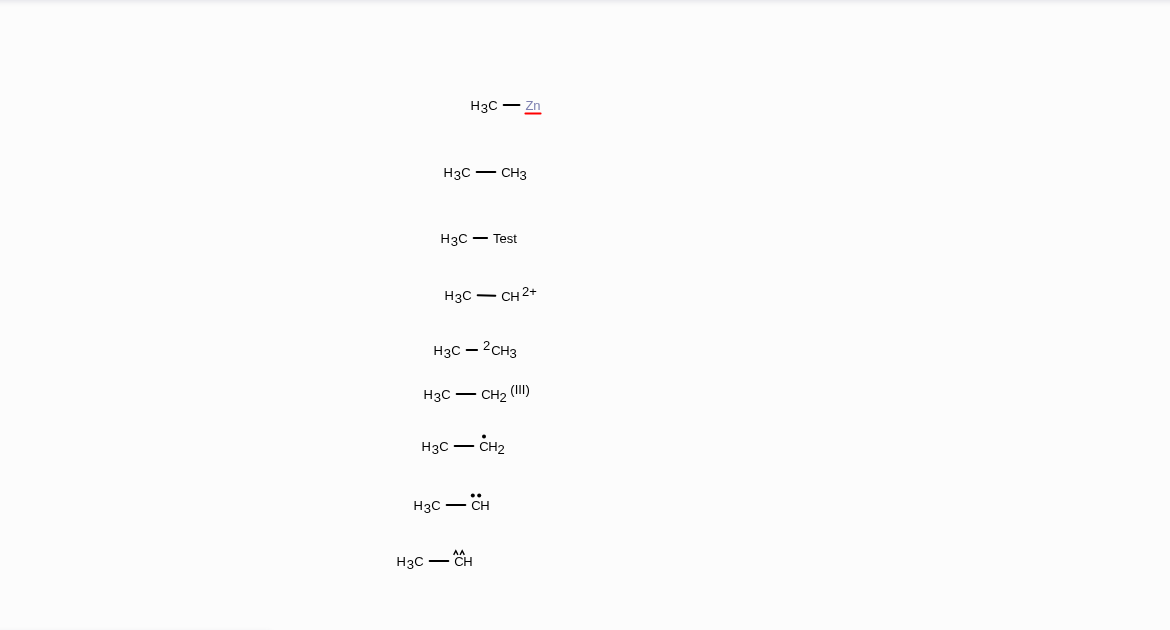 H3C — Zn
H3C — CH3
H3C — Test
H3C — CH 2+
H3C — 2CH3
H3C — CH2 (III)
H3C — CH2
H3C — CH
H3C — CH